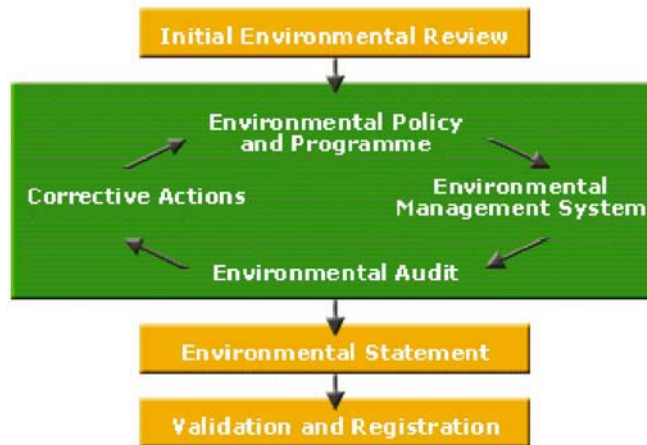 Initial Environmental Review
Environmental Policy
and Programme
Corrective Actions
Environmental
Management System
Environmental Audit
Environmental Statement
Validation and Registration